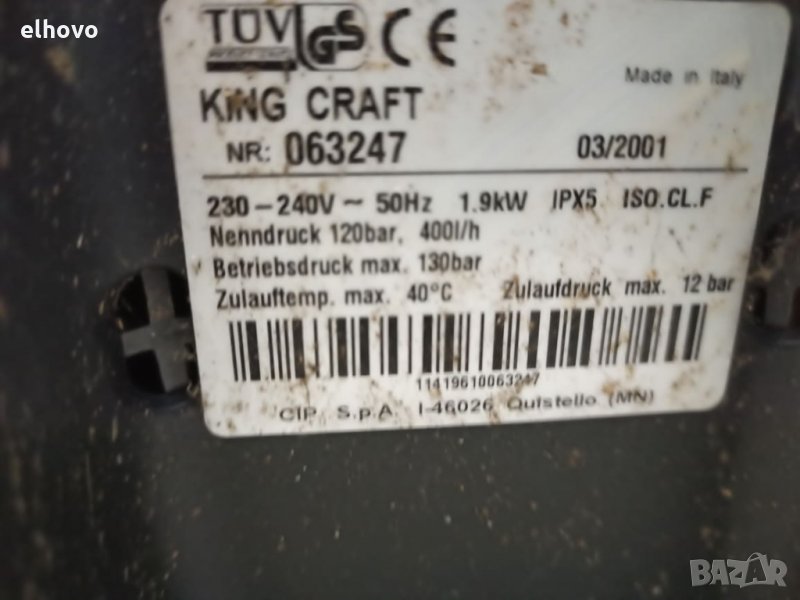 elhovo
TÜV GS CE
Made in Italy
KING CRAFT
NR: 063247 03/2001
230-240V ~ 50Hz 1.9kW IPX5 ISO.CL.F
Nenndruck 120bar, 400l/h
Betriebsdruck max. 130bar
Zulauftemp. max. 40°C Zulaufdruck max. 12 bar
11419610063247
CIP S.p.A. I-46026 Quistello (MN)
BAZAR